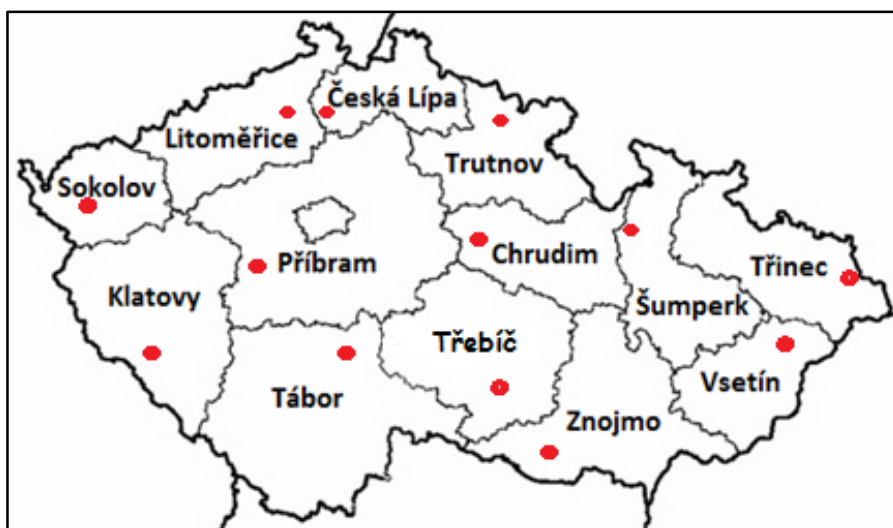 Česká Lípa
Litoměřice
Trutnov
Sokolov
Chrudim
Příbram
Třinec
Klatovy
Šumperk
Třebíč
Vsetín
Tábor
Znojmo